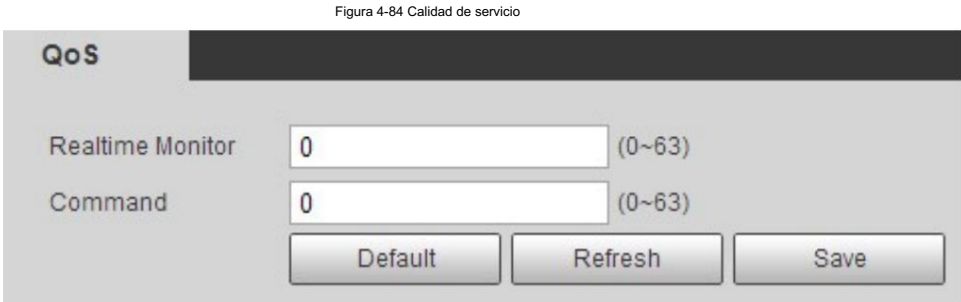 Figura 4-84 Calidad de servicio
QoS
Realtime Monitor 0 (0~63)
Command 0 (0~63)
Default Refresh Save